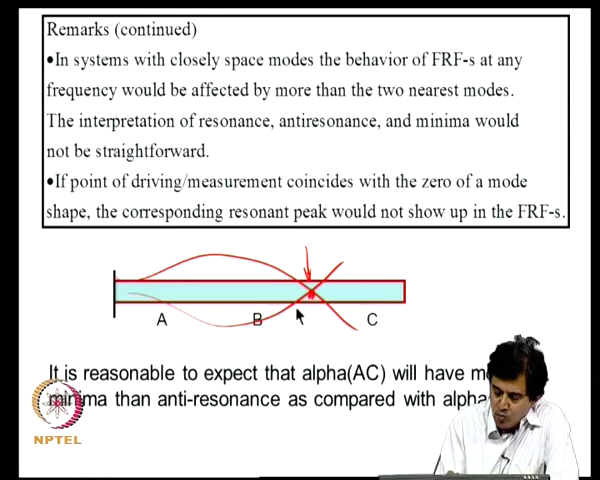 Remarks (continued)
•In systems with closely space modes the behavior of FRF-s at any
frequency would be affected by more than the two nearest modes.
The interpretation of resonance, antiresonance, and minima would
not be straightforward.
•If point of driving/measurement coincides with the zero of a mode
shape, the corresponding resonant peak would not show up in the FRF-s.
A B C
It is reasonable to expect that alpha(AC) will have
minima than anti-resonance as compared with
NPTEL